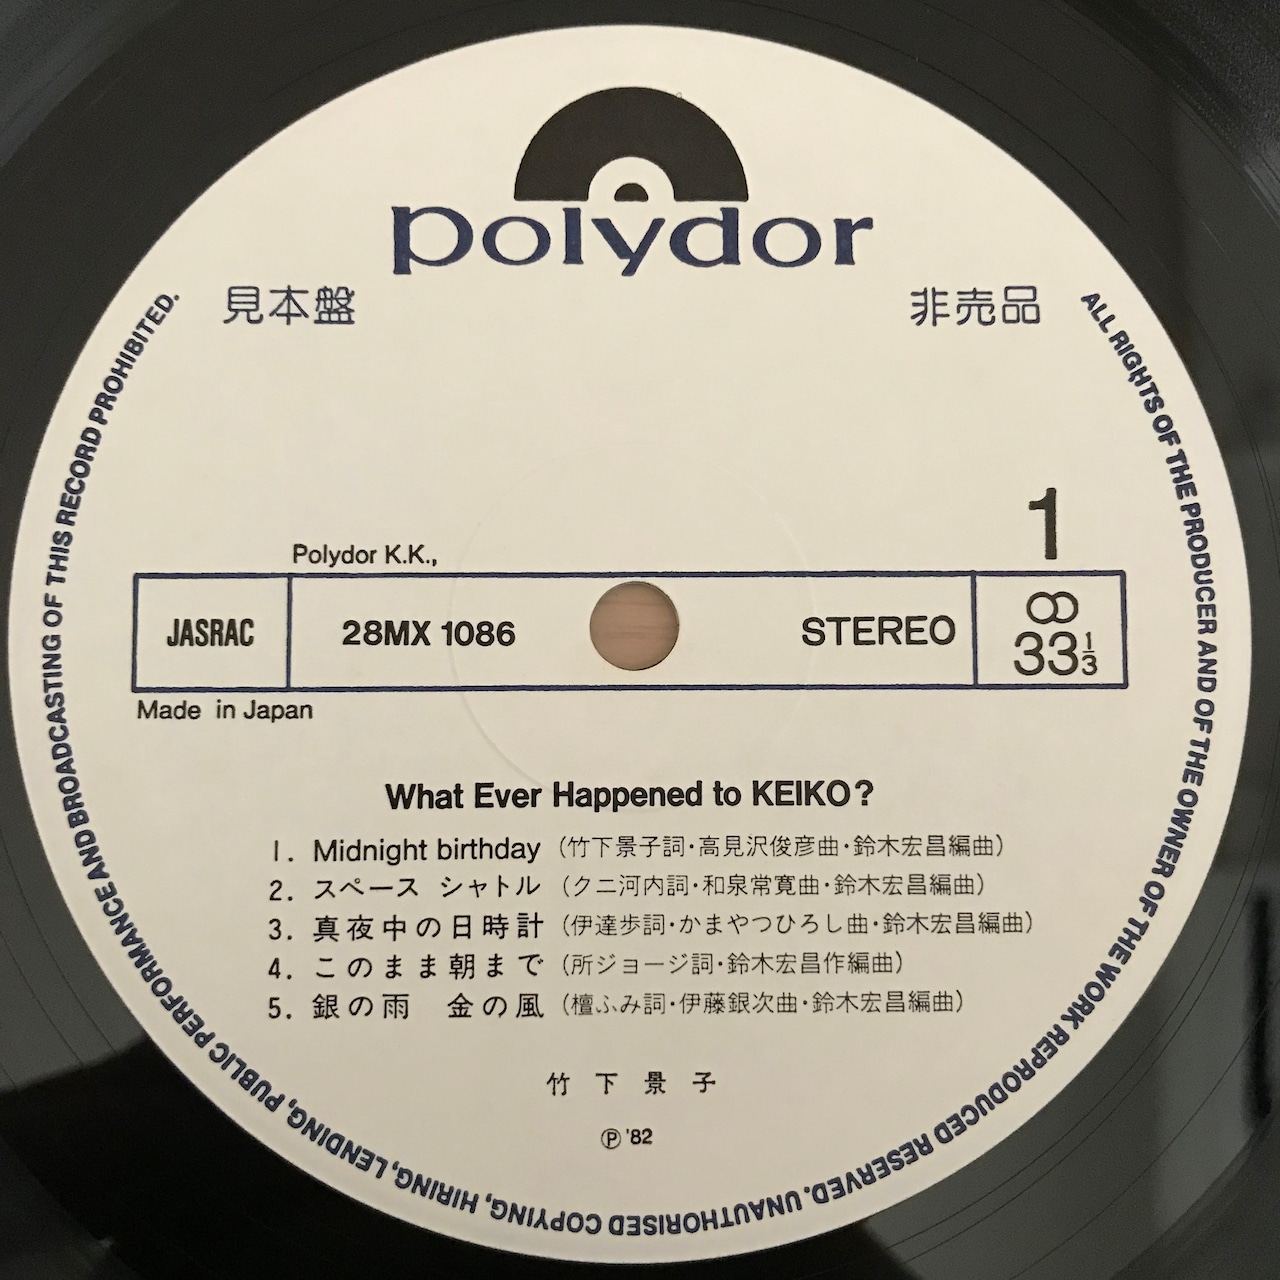 polydor
見本盤
非売品
1
Polydor K.K.,
JASRAC
28MX 1086
STEREO
33⅓
Made in Japan
What Ever Happened to KEIKO?
1. Midnight birthday (竹下景子詞・高見沢俊彦曲・鈴木宏昌編曲)
2. スペース シャトル (クニ河内詞・和泉常寛曲・鈴木宏昌編曲)
3. 真夜中の日時計 (伊達歩詞・かまやつひろし曲・鈴木宏昌編曲)
4. このまま朝まで (所ジョージ詞・鈴木宏昌作編曲)
5. 銀の雨 金の風 (檀ふみ詞・伊藤銀次曲・鈴木宏昌編曲)
竹下景子
Ⓟ '82
ALL RIGHTS OF THE PRODUCER AND OF THE OWNER OF THE WORK REPRODUCED RESERVED. UNAUTHORISED COPYING, HIRING, LENDING, PUBLIC PERFORMANCE AND BROADCASTING OF THIS RECORD PROHIBITED.